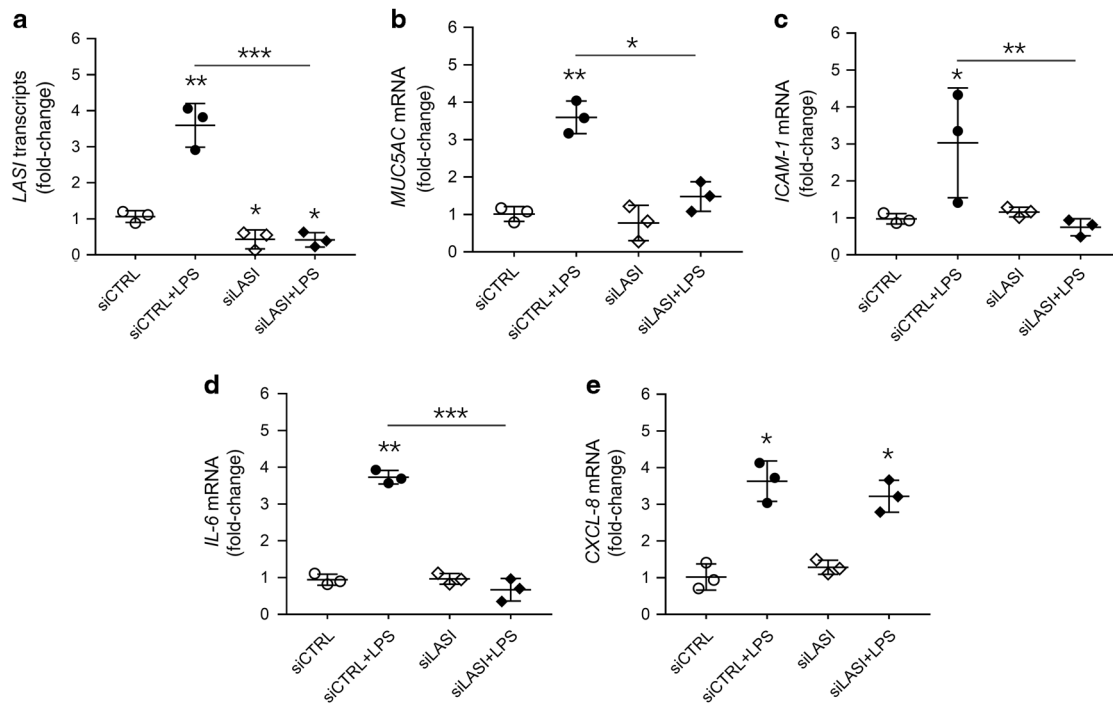 a
LASI transcripts
(fold-change)
6
5
4
3
2
1
0
**
***
*
*
siCTRL
siCTRL+LPS
siLASI
siLASI+LPS
b
MUC5AC mRNA
(fold-change)
6
5
4
3
2
1
0
**
*
siCTRL
siCTRL+LPS
siLASI
siLASI+LPS
c
ICAM-1 mRNA
(fold-change)
6
5
4
3
2
1
0
*
**
siCTRL
siCTRL+LPS
siLASI
siLASI+LPS
d
IL-6 mRNA
(fold-change)
6
5
4
3
2
1
0
**
***
siCTRL
siCTRL+LPS
siLASI
siLASI+LPS
e
CXCL-8 mRNA
(fold-change)
6
5
4
3
2
1
0
*
*
siCTRL
siCTRL+LPS
siLASI
siLASI+LPS